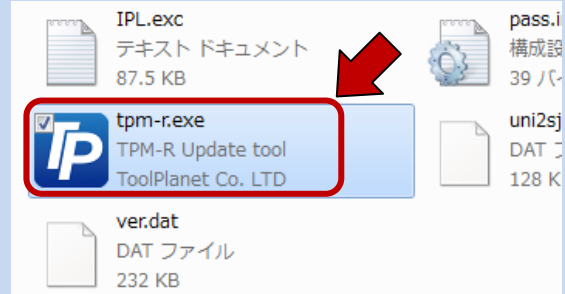 IPL.exc
テキスト ドキュメント
87.5 KB
pass.i
構成設
39 バイ
TP
tpm-r.exe
TPM-R Update tool
ToolPlanet Co. LTD
uni2sj
DAT フ
128 K
ver.dat
DAT ファイル
232 KB